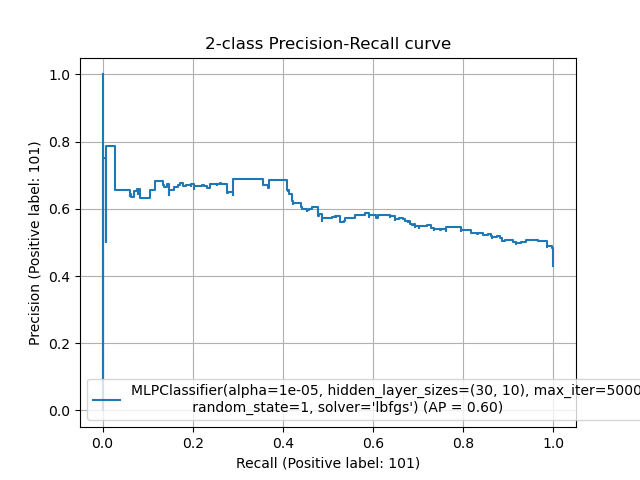 2-class Precision-Recall curve
1.0
0.8
0.6
0.4
0.2
0.0
Precision (Positive label: 101)
MLPClassifier(alpha=1e-05, hidden_layer_sizes=(30, 10), max_iter=5000
random_state=1, solver='lbfgs') (AP = 0.60)
0.0 0.2 0.4 0.6 0.8 1.0
Recall (Positive label: 101)